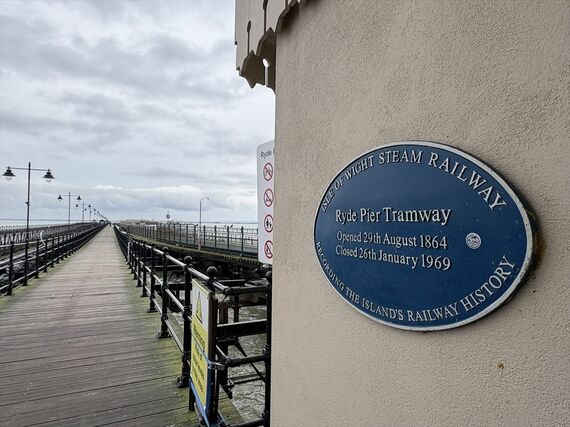 ISLE OF WIGHT STEAM RAILWAY
Ryde Pier Tramway
Opened 29th August 1864
Closed 26th January 1969
RECORDING THE ISLAND'S RAILWAY HISTORY
Ryde